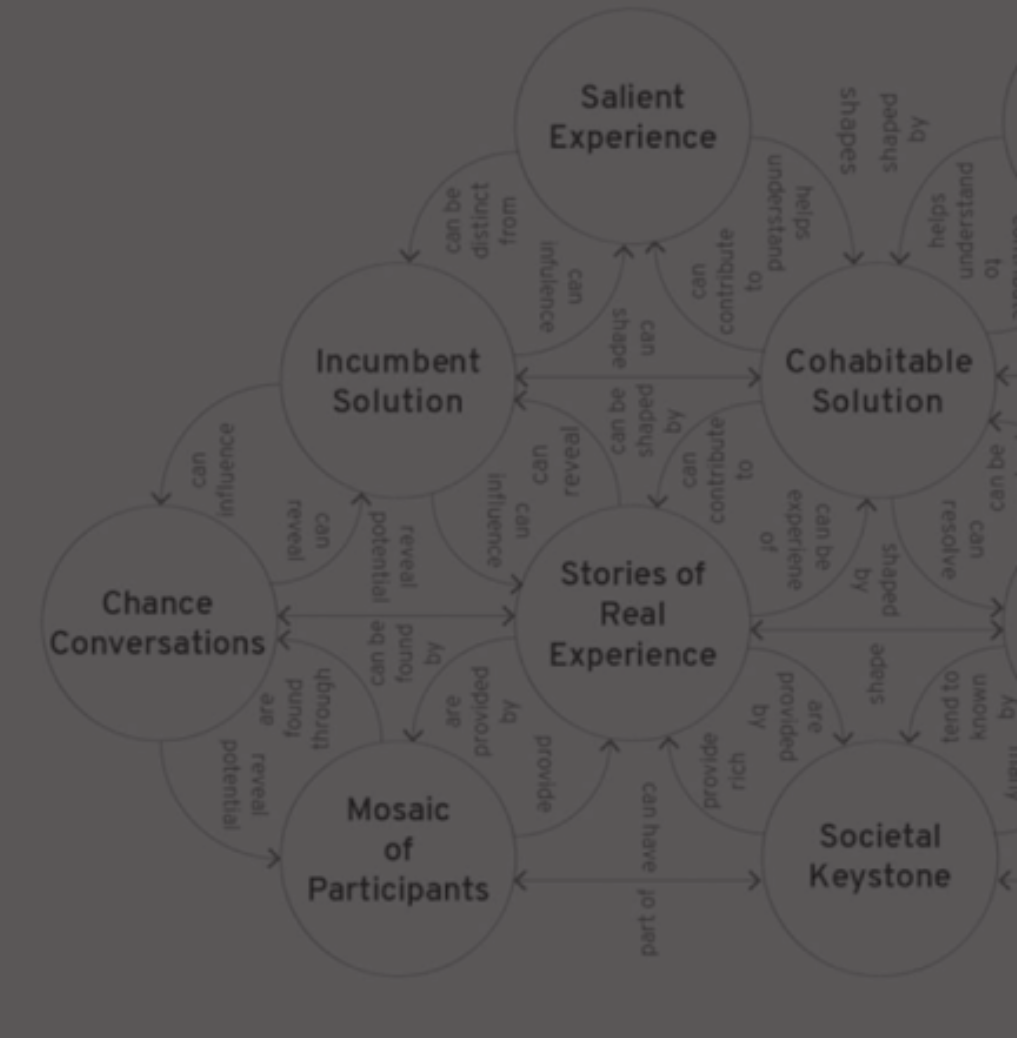 Salient
Experience
shapes
shaped
by
can be
distinct
from
helps
understand
helps
understand
to
can
infulence
can
contribute
to
can
shape
Incumbent
Solution
Cohabitable
Solution
can be
shaped
by
can
influence
can
reveal
can
contribute
to
can be
can
reveal
reveal
potential
can
influence
can be
experiene
of
shaped
by
can
resolve
Chance
Conversations
Stories of
Real
Experience
can be
found
by
are
found
through
are
provided
by
are
provided
by
shape
tend to
known
by
many
reveal
potential
provide
provide
rich
can have
part of
Mosaic
of
Participants
Societal
Keystone